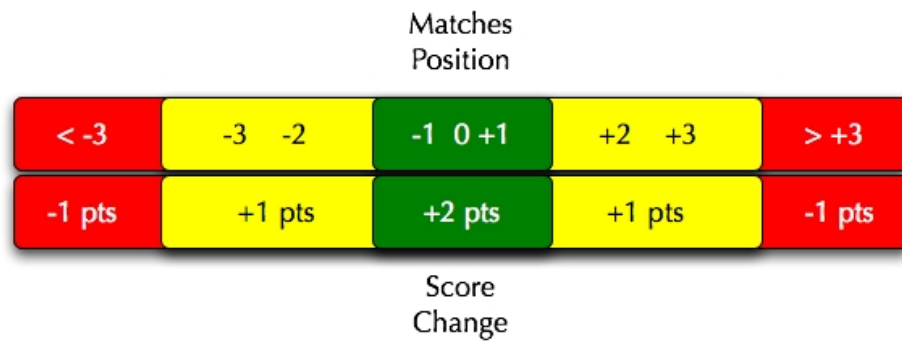 Matches
Position
< -3 -3 -2 -1 0 +1 +2 +3 > +3
-1 pts +1 pts +2 pts +1 pts -1 pts
Score
Change